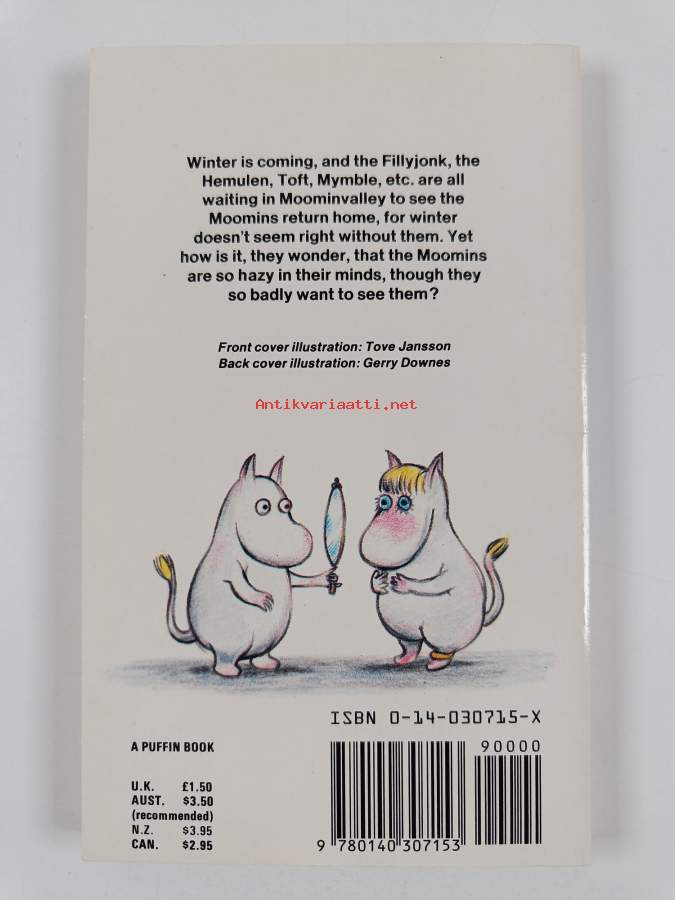 Winter is coming, and the Fillyjonk, the
Hemulen, Toft, Mymble, etc. are all
waiting in Moominvalley to see the
Moomins return home, for winter
doesn't seem right without them. Yet
how is it, they wonder, that the Moomins
are so hazy in their minds, though they
so badly want to see them?
Front cover illustration: Tove Jansson
Back cover illustration: Gerry Downes
Antikvariaatti.net
ISBN 0-14-030715-X
A PUFFIN BOOK
90000
U.K. £1.50
AUST. $3.50
(recommended)
N.Z. $3.95
CAN. $2.95
9 780140 307153